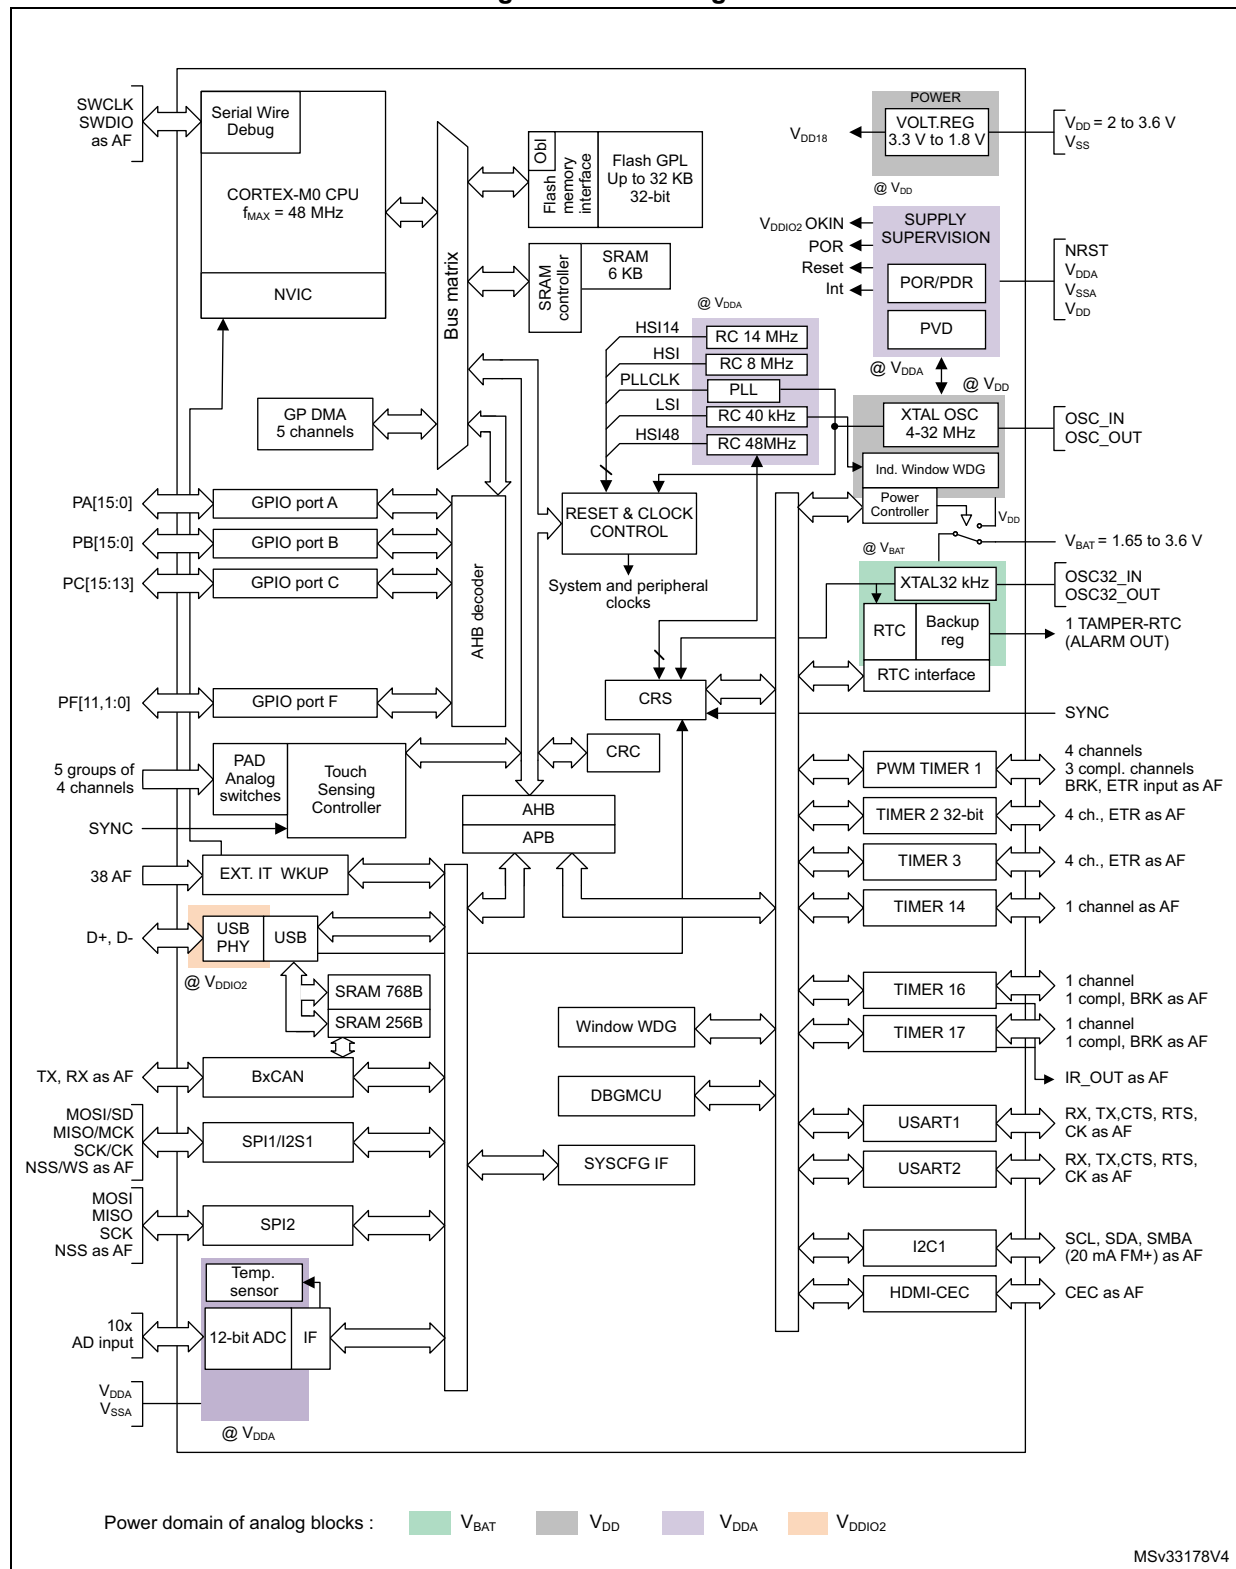 SWCLK
SWDIO
as AF
Serial Wire
Debug
CORTEX-M0 CPU
fMAX = 48 MHz
NVIC
Bus matrix
Obl
Flash
memory
interface
Flash GPL
Up to 32 KB
32-bit
SRAM
controller
SRAM
6 KB
POWER
VOLT.REG
3.3 V to 1.8 V
VDD18
VDD = 2 to 3.6 V
VSS
@ VDD
VDDIO2 OKIN
POR
Reset
Int
SUPPLY
SUPERVISION
POR/PDR
PVD
NRST
VDDA
VSSA
VDD
@ VDDA
@ VDD
@ VDDA
HSI14
HSI
PLLCLK
LSI
HSI48
RC 14 MHz
RC 8 MHz
PLL
RC 40 kHz
RC 48MHz
XTAL OSC
4-32 MHz
OSC_IN
OSC_OUT
Ind. Window WDG
Power
Controller
VDD
VBAT = 1.65 to 3.6 V
@ VBAT
GP DMA
5 channels
PA[15:0]
GPIO port A
PB[15:0]
GPIO port B
PC[15:13]
GPIO port C
PF[11,1:0]
GPIO port F
AHB decoder
RESET & CLOCK
CONTROL
System and peripheral
clocks
XTAL32 kHz
OSC32_IN
OSC32_OUT
RTC
Backup
reg
1 TAMPER-RTC
(ALARM OUT)
RTC interface
CRS
SYNC
CRC
5 groups of
4 channels
PAD
Analog
switches
Touch
Sensing
Controller
SYNC
AHB
APB
38 AF
EXT. IT WKUP
D+, D-
USB
PHY
USB
@ VDDIO2
SRAM 768B
SRAM 256B
TX, RX as AF
BxCAN
MOSI/SD
MISO/MCK
SCK/CK
NSS/WS as AF
SPI1/I2S1
MOSI
MISO
SCK
NSS as AF
SPI2
Temp.
sensor
10x
AD input
12-bit ADC
IF
VDDA
VSSA
@ VDDA
Window WDG
DBGMCU
SYSCFG IF
PWM TIMER 1
4 channels
3 compl. channels
BRK, ETR input as AF
TIMER 2 32-bit
4 ch., ETR as AF
TIMER 3
4 ch., ETR as AF
TIMER 14
1 channel as AF
TIMER 16
1 channel
1 compl, BRK as AF
TIMER 17
1 channel
1 compl, BRK as AF
IR_OUT as AF
USART1
RX, TX,CTS, RTS,
CK as AF
USART2
RX, TX,CTS, RTS,
CK as AF
I2C1
SCL, SDA, SMBA
(20 mA FM+) as AF
HDMI-CEC
CEC as AF
Power domain of analog blocks :
VBAT
VDD
VDDA
VDDIO2
MSv33178V4